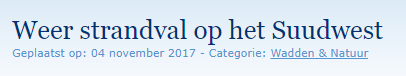 Weer strandval op het Suudwest
Geplaatst op: 04 november 2017 - Categorie: Wadden & Natuur